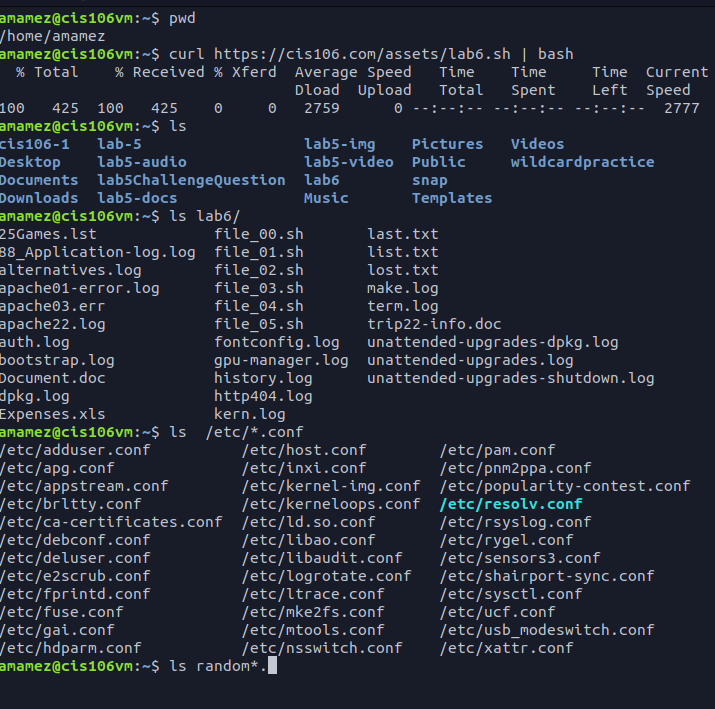 amamez@cis106vm:~$ pwd
/home/amamez
amamez@cis106vm:~$ curl https://cis106.com/assets/lab6.sh | bash
% Total % Received % Xferd Average Speed Time Time Time Current
Dload Upload Total Spent Left Speed
100 425 100 425 0 0 2759 0 --:--:-- --:--:-- --:--:-- 2777
amamez@cis106vm:~$ ls
cis106-1 lab-5 lab5-img Pictures Videos
Desktop lab5-audio lab5-video Public wildcardpractice
Documents lab5ChallengeQuestion lab6 snap
Downloads lab5-docs Music Templates
amamez@cis106vm:~$ ls lab6/
25Games.lst file_00.sh last.txt
88_Application-log.log file_01.sh list.txt
alternatives.log file_02.sh lost.txt
apache01-error.log file_03.sh make.log
apache03.err file_04.sh term.log
apache22.log file_05.sh trip22-info.doc
auth.log fontconfig.log unattended-upgrades-dpkg.log
bootstrap.log gpu-manager.log unattended-upgrades.log
Document.doc history.log unattended-upgrades-shutdown.log
dpkg.log http404.log
Expenses.xls kern.log
amamez@cis106vm:~$ ls  /etc/*.conf
/etc/adduser.conf /etc/host.conf /etc/pam.conf
/etc/apg.conf /etc/inxi.conf /etc/pnm2ppa.conf
/etc/appstream.conf /etc/kernel-img.conf /etc/popularity-contest.conf
/etc/brltty.conf /etc/kerneloops.conf /etc/resolv.conf
/etc/ca-certificates.conf /etc/ld.so.conf /etc/rsyslog.conf
/etc/debconf.conf /etc/libao.conf /etc/rygel.conf
/etc/deluser.conf /etc/libaudit.conf /etc/sensors3.conf
/etc/e2scrub.conf /etc/logrotate.conf /etc/shairport-sync.conf
/etc/fprintd.conf /etc/ltrace.conf /etc/sysctl.conf
/etc/fuse.conf /etc/mke2fs.conf /etc/ucf.conf
/etc/gai.conf /etc/mtools.conf /etc/usb_modeswitch.conf
/etc/hdparm.conf /etc/nsswitch.conf /etc/xattr.conf
amamez@cis106vm:~$ ls random*.